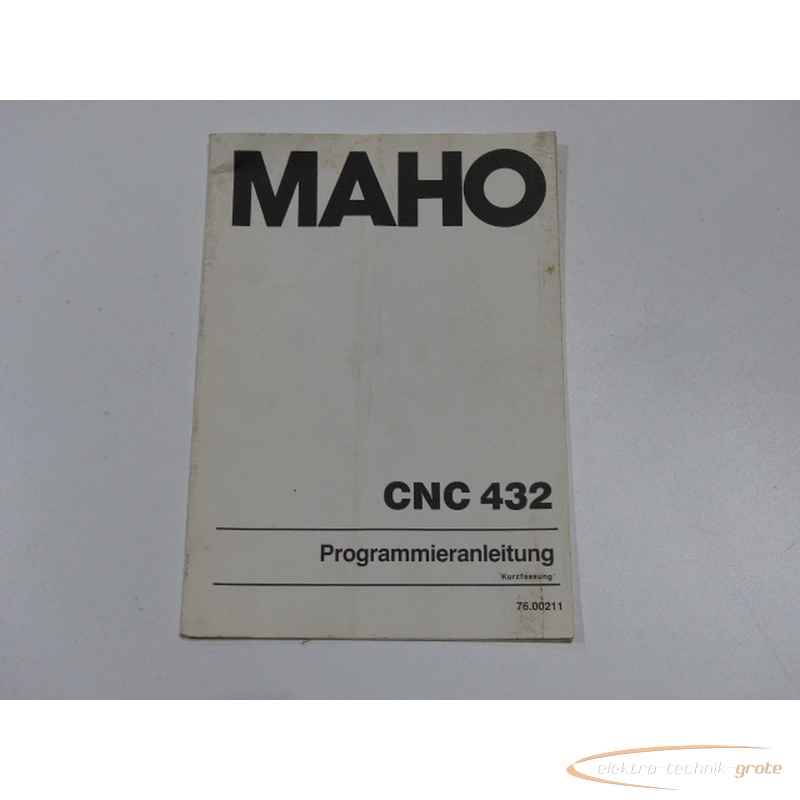 MAHO
CNC 432
Programmieranleitung
"Kurzfassung"
76.00211
elektro-technik-grote